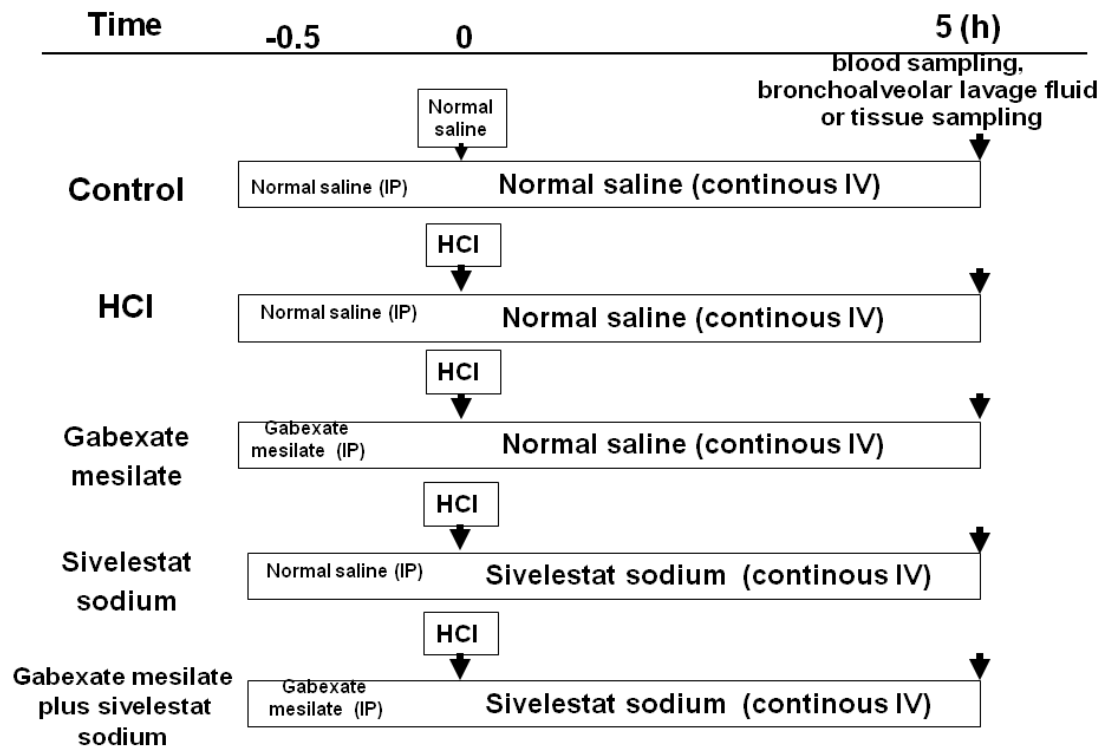 Time
-0.5
0
5 (h)
blood sampling,
bronchoalveolar lavage fluid
or tissue sampling
Normal
saline
Control
Normal saline (IP)
Normal saline (continous IV)
HCl
HCl
Normal saline (IP)
Normal saline (continous IV)
HCl
Gabexate
mesilate
Gabexate
mesilate (IP)
Normal saline (continous IV)
HCl
Sivelestat
sodium
Normal saline (IP)
Sivelestat sodium (continous IV)
HCl
Gabexate mesilate
plus sivelestat
sodium
Gabexate
mesilate (IP)
Sivelestat sodium (continous IV)